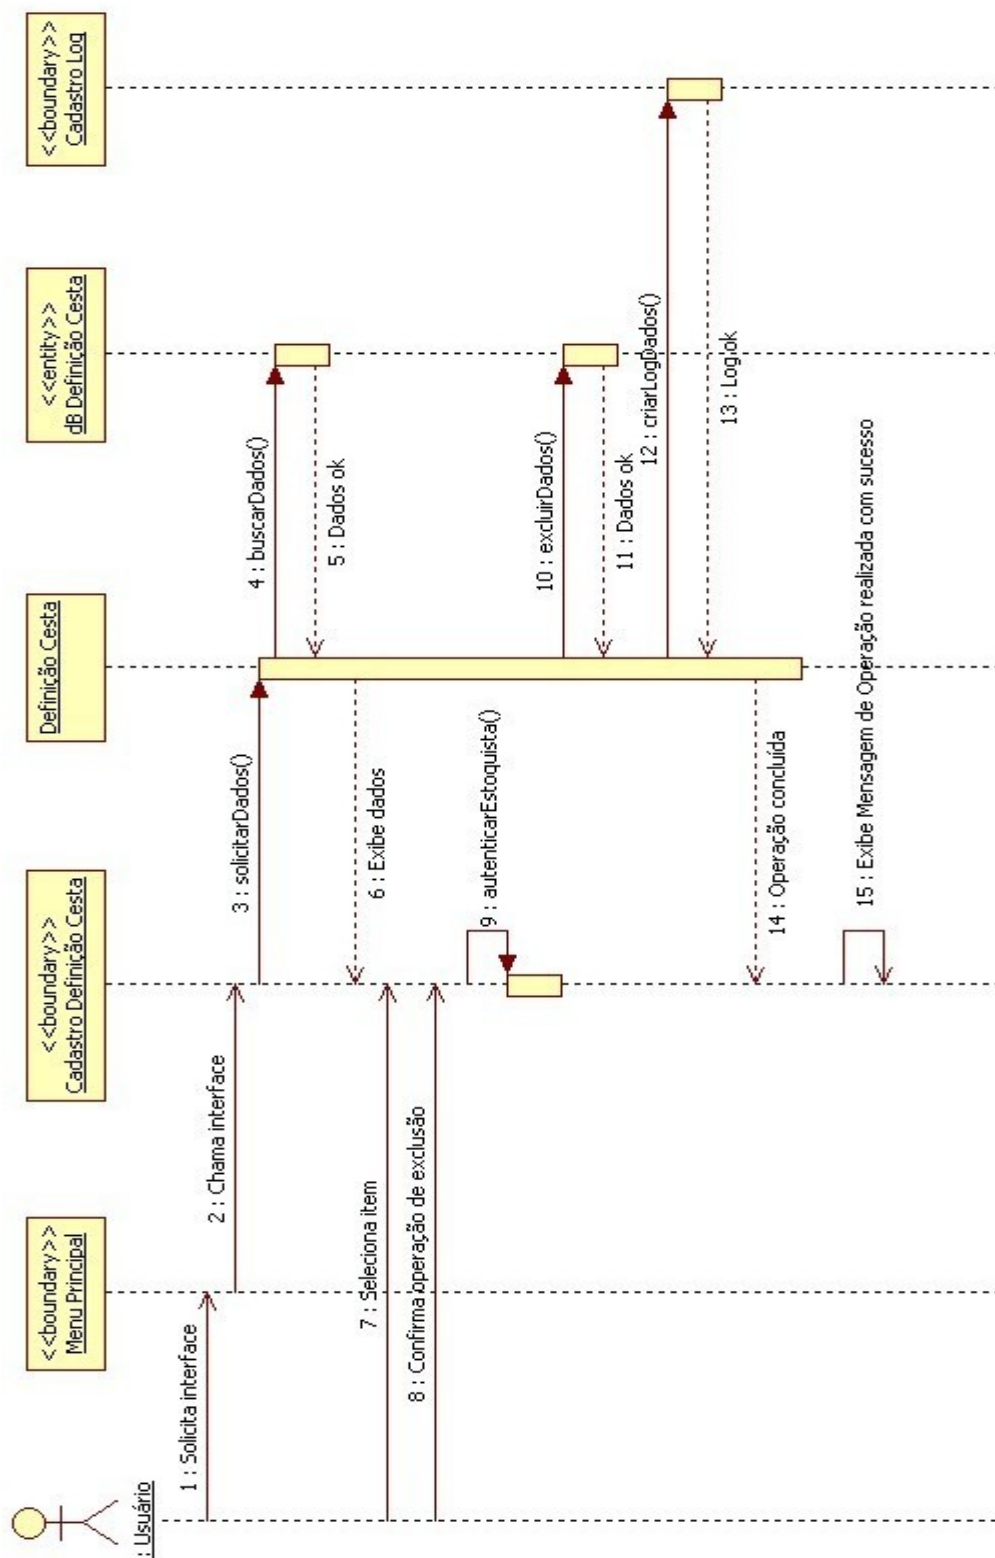 : Usuário
<<boundary>>
Menu Principal
<<boundary>>
Cadastro Definição Cesta
Definição Cesta
<<entity>>
dB Definição Cesta
<<boundary>>
Cadastro Log
1 : Solicita interface
2 : Chama interface
3 : solicitarDados()
4 : buscarDados()
5 : Dados ok
6 : Exibe dados
7 : Seleciona item
8 : Confirma operação de exclusão
9 : autenticarEstoquista()
10 : excluirDados()
11 : Dados ok
12 : criarLogDados()
13 : Log ok
14 : Operação concluída
15 : Exibe Mensagem de Operação realizada com sucesso